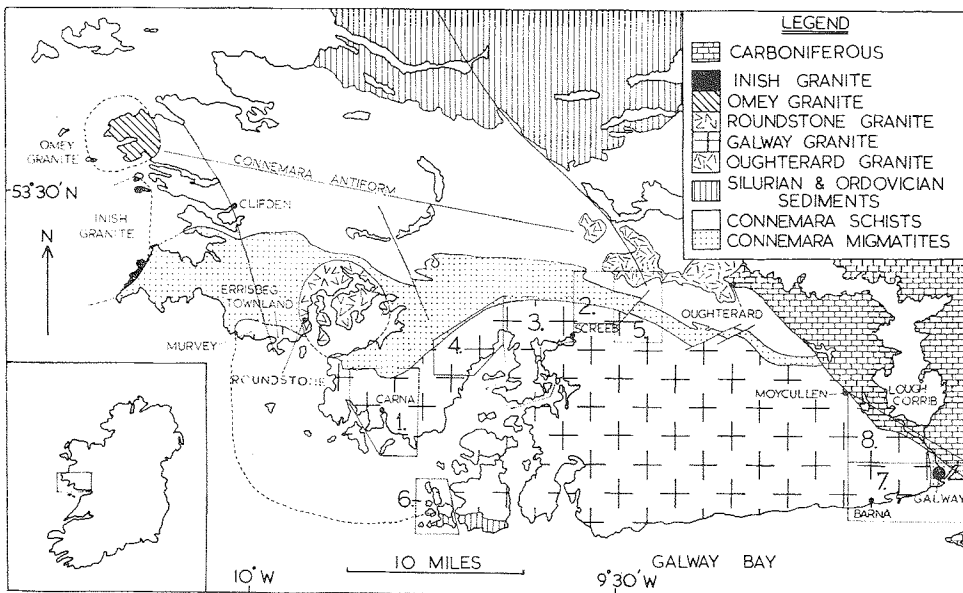 LEGEND
CARBONIFEROUS
INISH GRANITE
OMEY GRANITE
ROUNDSTONE GRANITE
GALWAY GRANITE
OUGHTERARD GRANITE
SILURIAN & ORDOVICIAN
SEDIMENTS
CONNEMARA SCHISTS
CONNEMARA MIGMATITES
OMEY
GRANITE
53°30'N
CONNEMARA ANTIFORM
CLIFDEN
INISH
GRANITE
N
ERRISBEG
TOWNLAND
MURVEY
ROUNDSTONE
CARNA
1.
2.
SCREEB
3.
4.
5.
OUGHTERARD
MOYCULLEN
LOUGH
CORRIB
8.
7.
GALWAY
BARNA
6.
10 MILES
GALWAY BAY
10°W
9°30'W